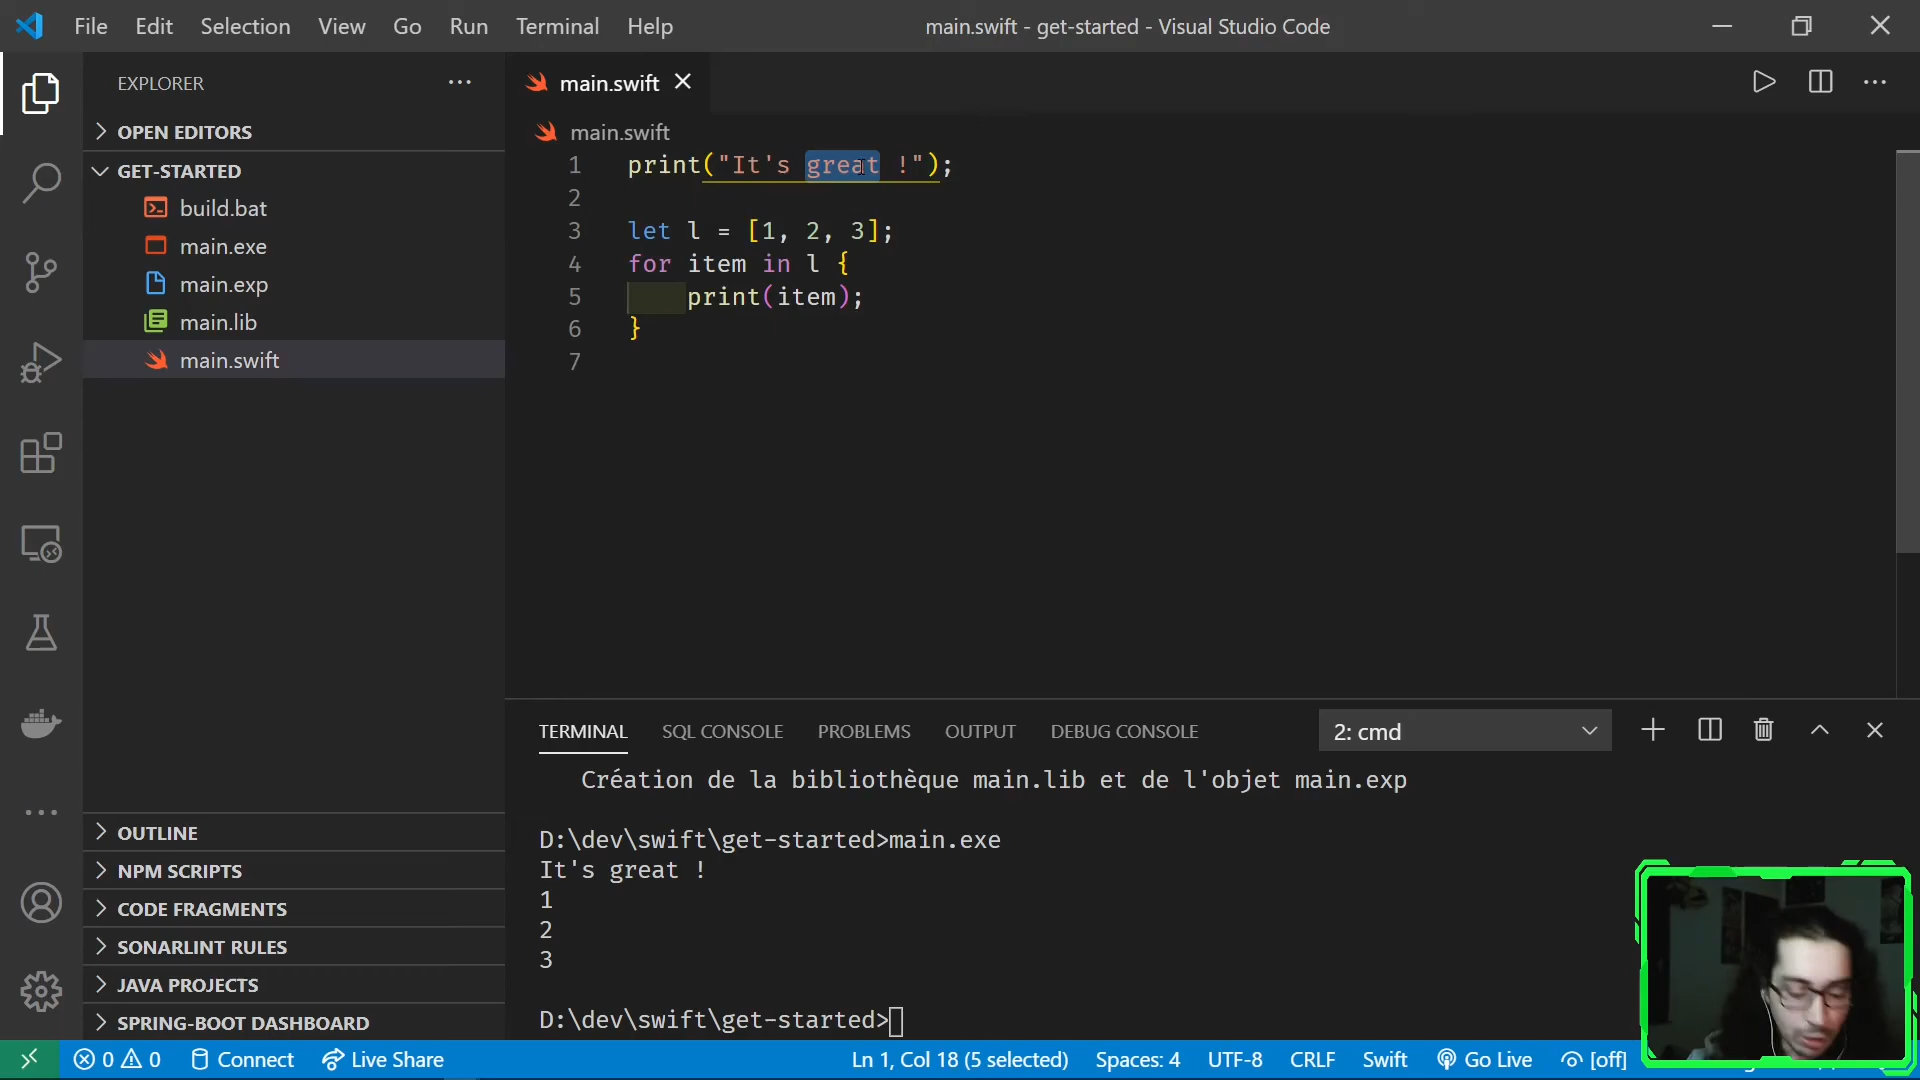 File Edit Selection View Go Run Terminal Help
main.swift - get-started - Visual Studio Code
EXPLORER
OPEN EDITORS
GET-STARTED
build.bat
main.exe
main.exp
main.lib
main.swift
OUTLINE
NPM SCRIPTS
CODE FRAGMENTS
SONARLINT RULES
JAVA PROJECTS
SPRING-BOOT DASHBOARD
main.swift
main.swift
1 print("It's great !");
2
3 let l = [1, 2, 3];
4 for item in l {
5 print(item);
6 }
7
TERMINAL SQL CONSOLE PROBLEMS OUTPUT DEBUG CONSOLE 2: cmd
Création de la bibliothèque main.lib et de l'objet main.exp
D:\dev\swift\get-started>main.exe
It's great !
1
2
3
D:\dev\swift\get-started>
0 0 Connect Live Share Ln 1, Col 18 (5 selected) Spaces: 4 UTF-8 CRLF Swift Go Live [off]